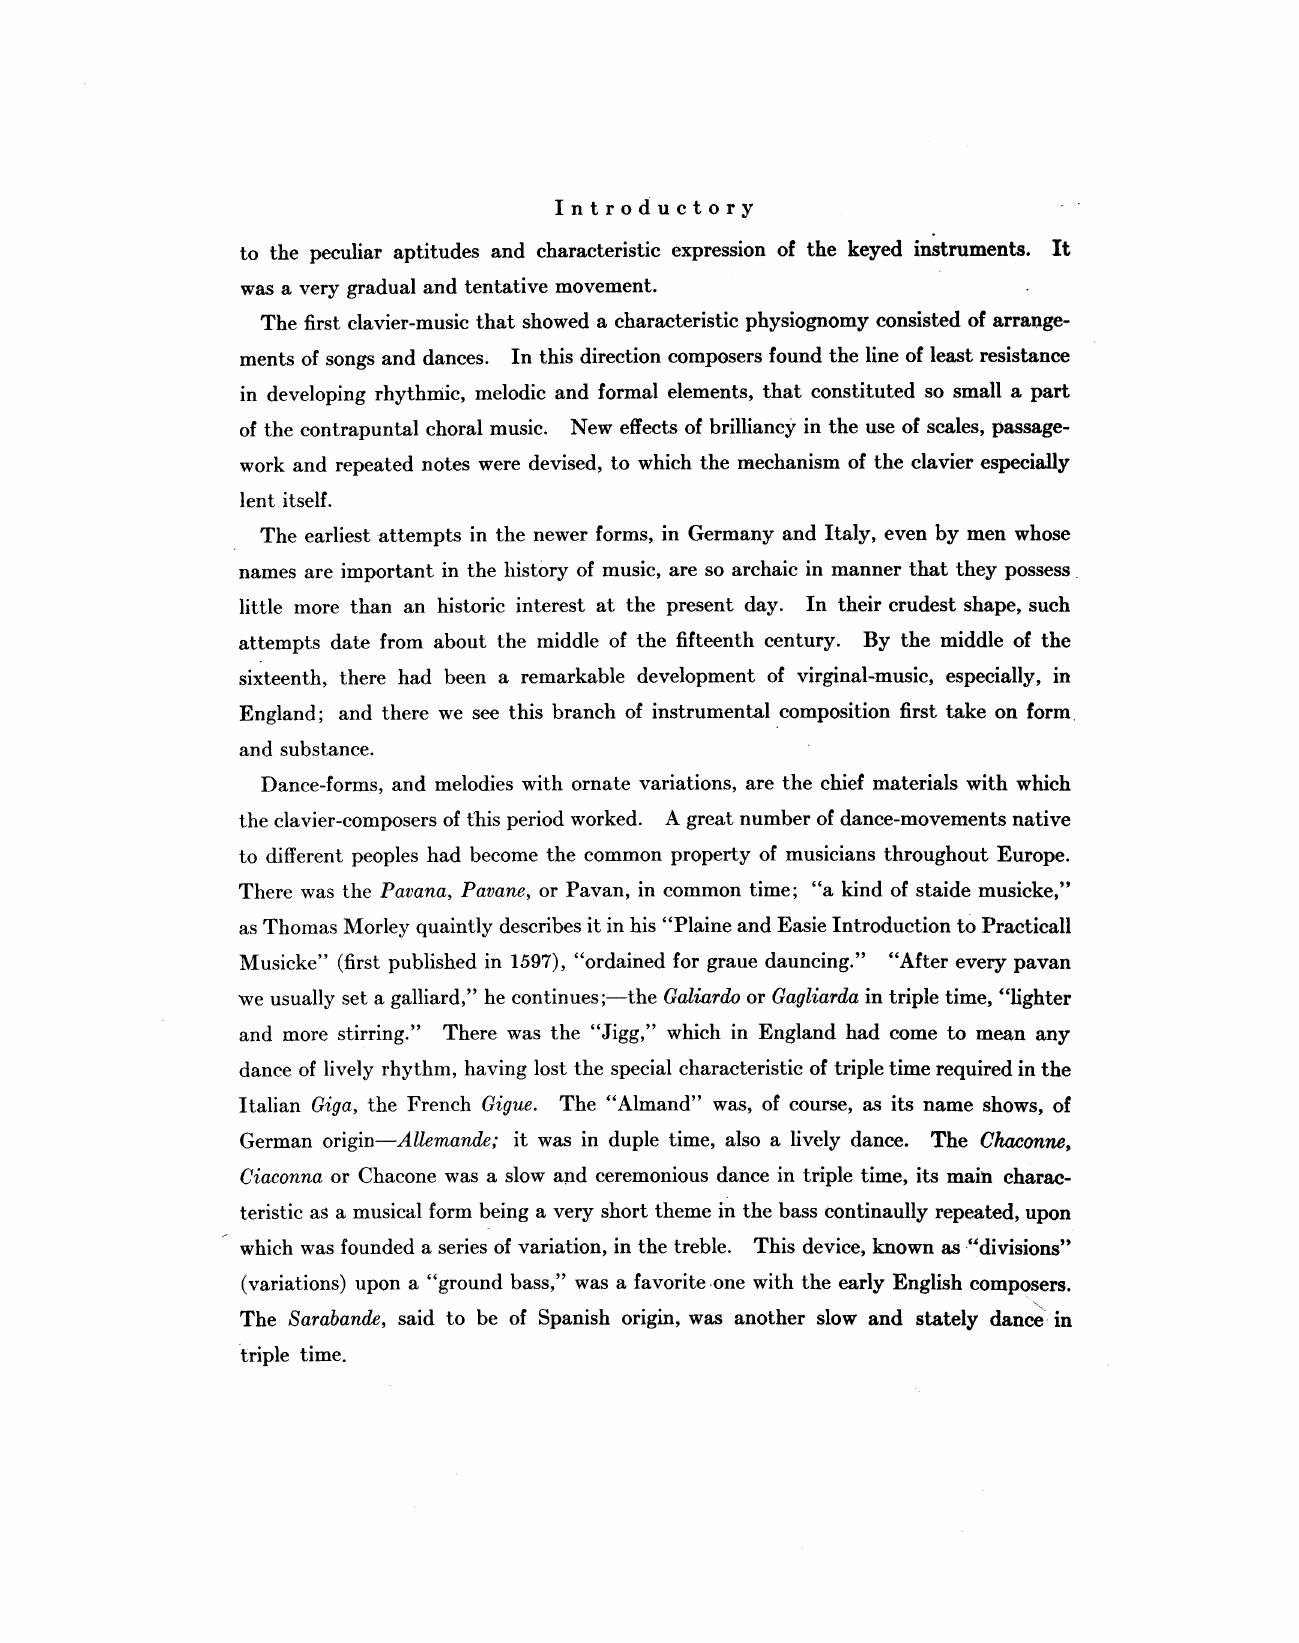 Introductory
to the peculiar aptitudes and characteristic expression of the keyed instruments. It
was a very gradual and tentative movement.
The first clavier-music that showed a characteristic physiognomy consisted of arrange-
ments of songs and dances. In this direction composers found the line of least resistance
in developing rhythmic, melodic and formal elements, that constituted so small a part
of the contrapuntal choral music. New effects of brilliancy in the use of scales, passage-
work and repeated notes were devised, to which the mechanism of the clavier especially
lent itself.
The earliest attempts in the newer forms, in Germany and Italy, even by men whose
names are important in the history of music, are so archaic in manner that they possess
little more than an historic interest at the present day. In their crudest shape, such
attempts date from about the middle of the fifteenth century. By the middle of the
sixteenth, there had been a remarkable development of virginal-music, especially, in
England; and there we see this branch of instrumental composition first take on form
and substance.
Dance-forms, and melodies with ornate variations, are the chief materials with which
the clavier-composers of this period worked. A great number of dance-movements native
to different peoples had become the common property of musicians throughout Europe.
There was the Pavana, Pavane, or Pavan, in common time; “a kind of staide musicke,”
as Thomas Morley quaintly describes it in his “Plaine and Easie Introduction to Practicall
Musicke” (first published in 1597), “ordained for graue dauncing.” “After every pavan
we usually set a galliard,” he continues;—the Galiardo or Gagliarda in triple time, “lighter
and more stirring.” There was the “Jigg,” which in England had come to mean any
dance of lively rhythm, having lost the special characteristic of triple time required in the
Italian Giga, the French Gigue. The “Almand” was, of course, as its name shows, of
German origin—Allemande; it was in duple time, also a lively dance. The Chaconne,
Ciaconna or Chacone was a slow and ceremonious dance in triple time, its main charac-
teristic as a musical form being a very short theme in the bass continaully repeated, upon
which was founded a series of variation, in the treble. This device, known as “divisions”
(variations) upon a “ground bass,” was a favorite one with the early English composers.
The Sarabande, said to be of Spanish origin, was another slow and stately dance in
triple time.